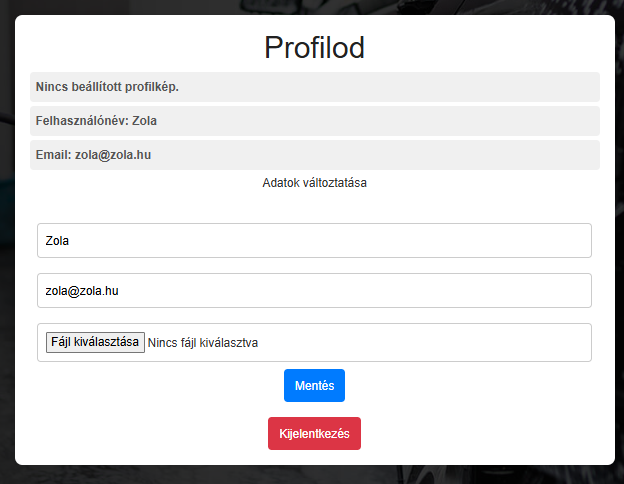 Profilod
Nincs beállított profilkép.
Felhasználónév: Zola
Email: zola@zola.hu
Adatok változtatása
Zola
zola@zola.hu
Fájl kiválasztása Nincs fájl kiválasztva
Mentés
Kijelentkezés